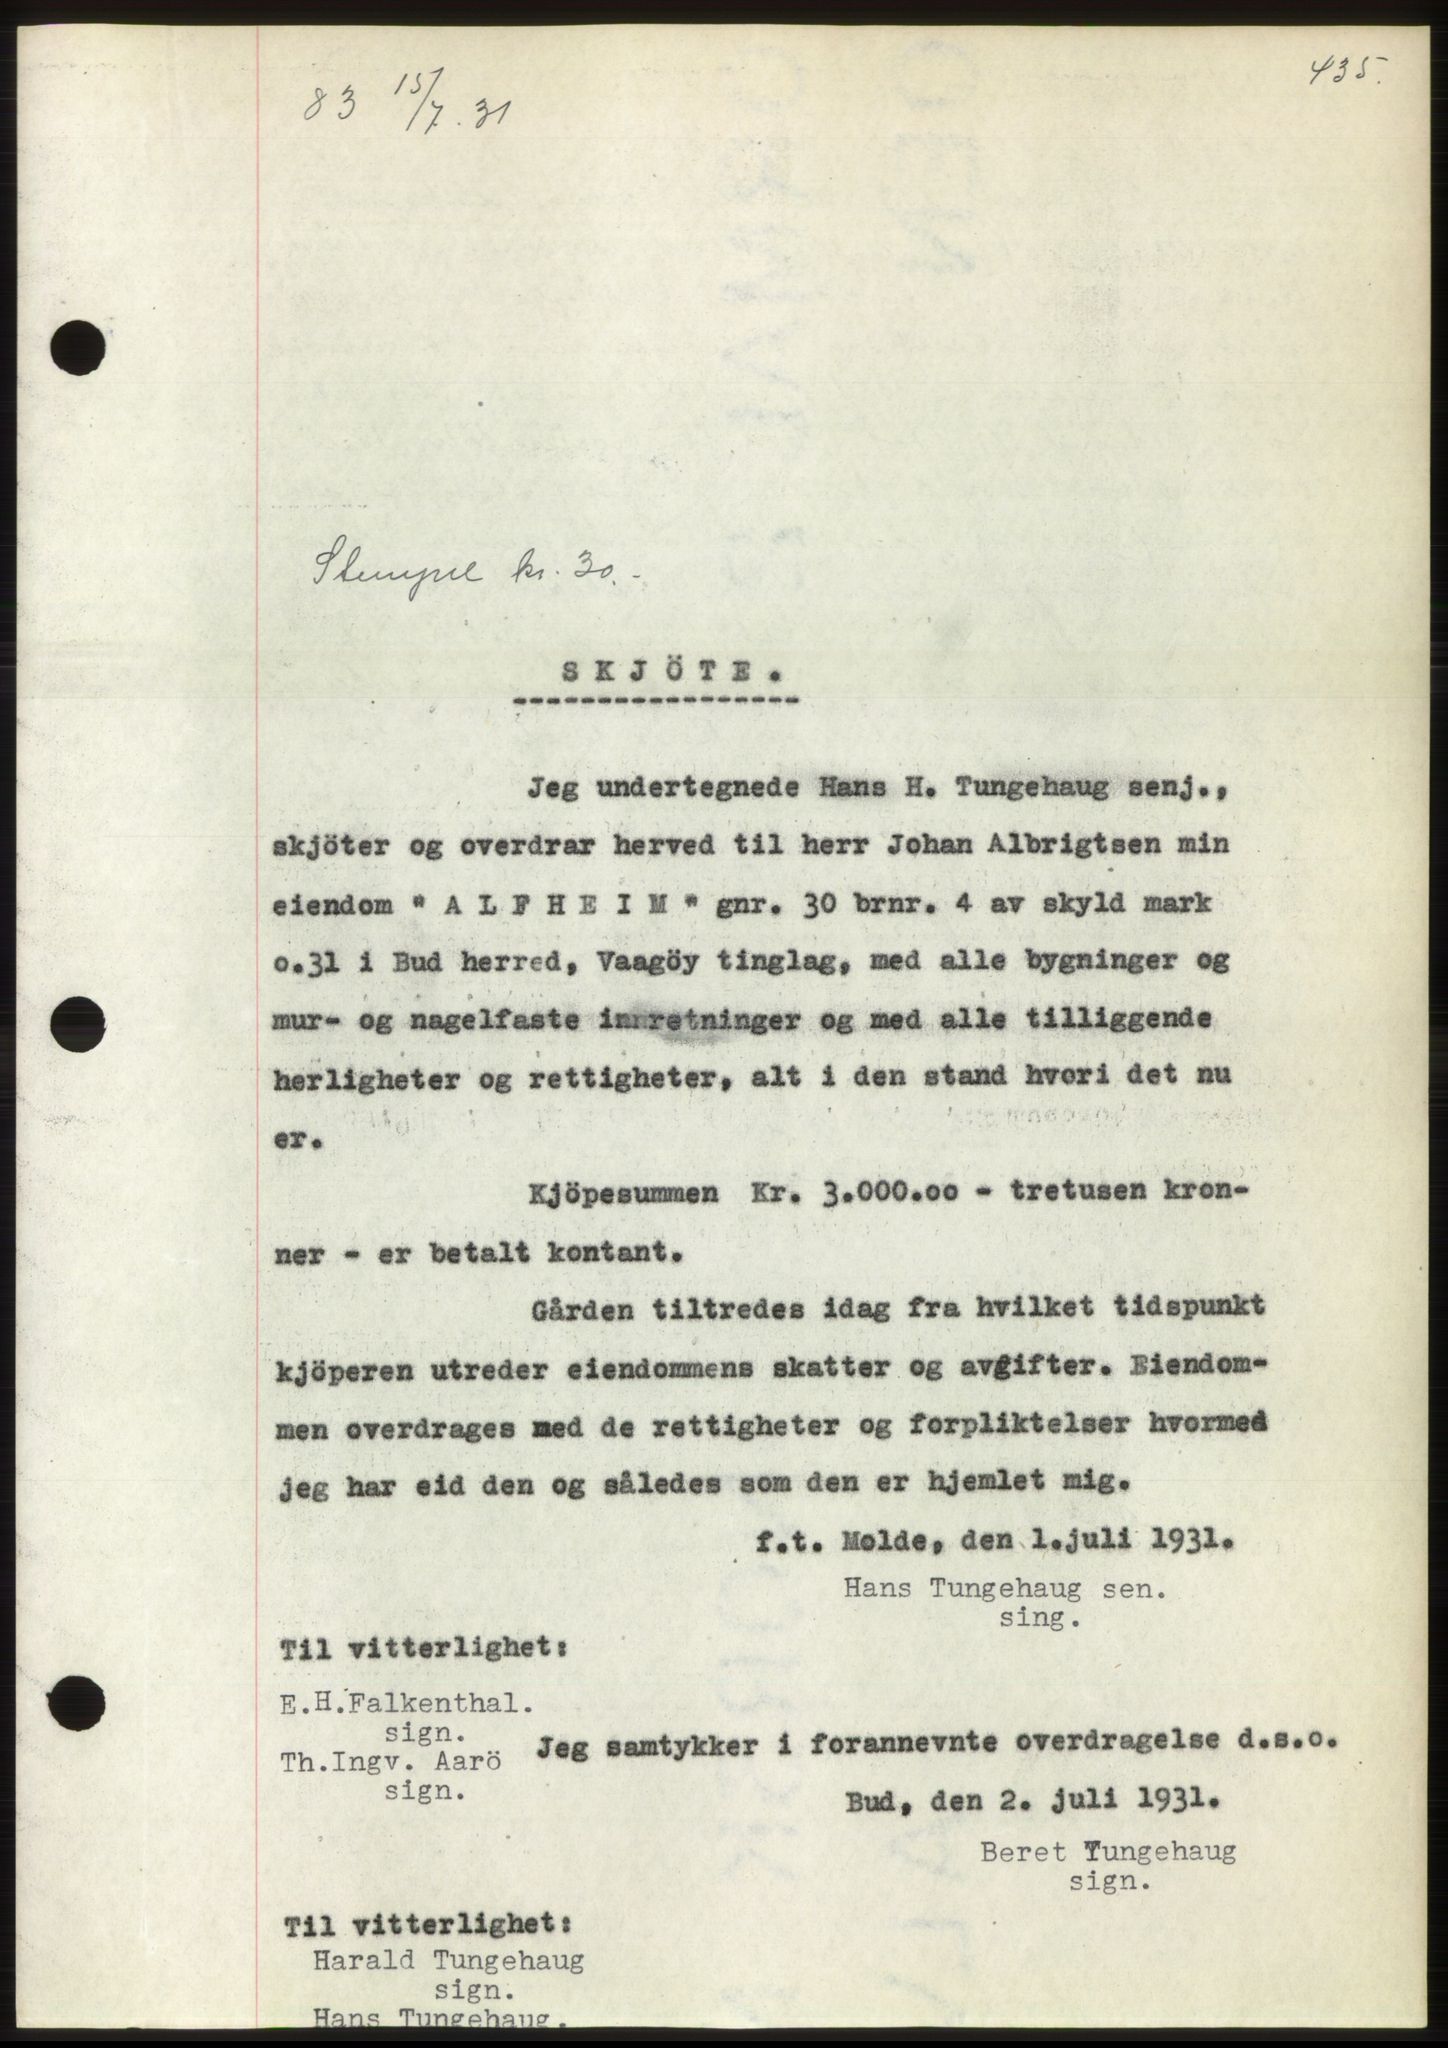 435.
83 15/7.31
Stempel kr. 30.-
S K J Ö T E .
Jeg undertegnede Hans H. Tungehaug senj.,
skjöter og overdrar herved til herr Johan Albrigtsen min
eiendom " A L F H E I M " gnr. 30 brnr. 4 av skyld mark
o.31 i Bud herred, Vaagöy tinglag, med alle bygninger og
mur- og nagelfaste innretninger og med alle tilliggende
herligheter og rettigheter, alt i den stand hvori det nu
er.
Kjöpesummen Kr. 3.000.oo - tretusen kron-
ner - er betalt kontant.
Gården tiltredes idag fra hvilket tidspunkt
kjöperen utreder eiendommens skatter og avgifter. Eiendom-
men overdrages med de rettigheter og forpliktelser hvormed
jeg har eid den og således som den er hjemlet mig.
f.t. Molde, den 1.juli 1931.
Hans Tungehaug sen.
sing.
Til vitterlighet:
E.H.Falkenthal.
sign.
Th.Ingv. Aarö
sign.
Jeg samtykker i forannevnte overdragelse d.s.o.
Bud, den 2. juli 1931.
Beret Tungehaug
sign.
Til vitterlighet:
Harald Tungehaug
sign.
Hans Tungehaug.